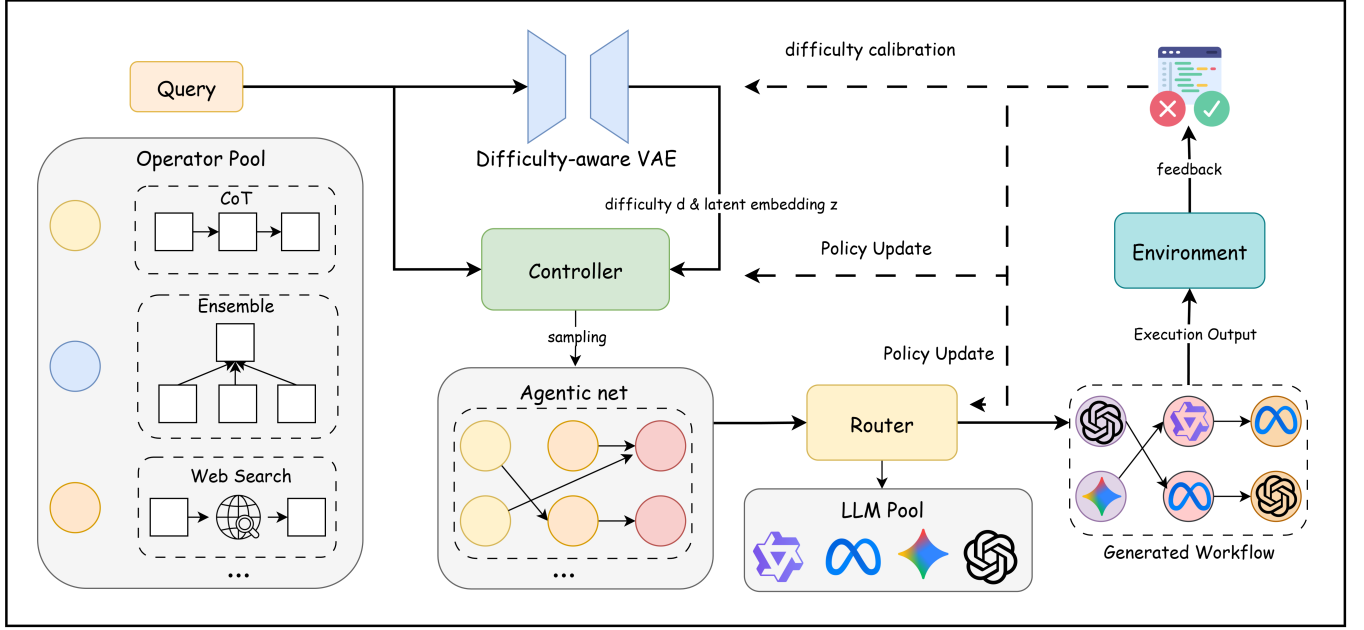 difficulty calibration
Query
Difficulty-aware VAE
Operator Pool
CoT
feedback
difficulty d & latent embedding z
Policy Update
Environment
Controller
Ensemble
sampling
Execution Output
Policy Update
Agentic net
Router
Web Search
LLM Pool
Generated Workflow
...
...